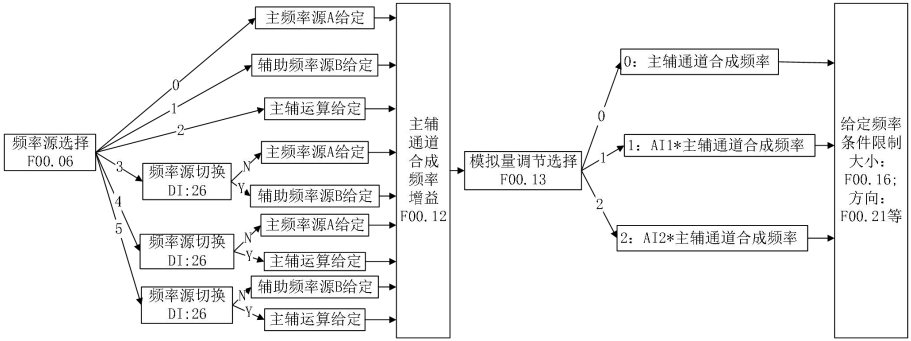 频率源选择
F00.06
0
1
2
3
4
5
主频率源A给定
辅助频率源B给定
主辅运算给定
频率源切换
DI:26
N
Y
主频率源A给定
辅助频率源B给定
频率源切换
DI:26
N
Y
主频率源A给定
主辅运算给定
频率源切换
DI:26
N
Y
辅助频率源B给定
主辅运算给定
主辅
通道
合成
频率
增益
F00.12
模拟量调节选择
F00.13
0
1
2
0: 主辅通道合成频率
1: AI1*主辅通道合成频率
2: AI2*主辅通道合成频率
给定频率
条件限制
大小:
F00.16;
方向:
F00.21等